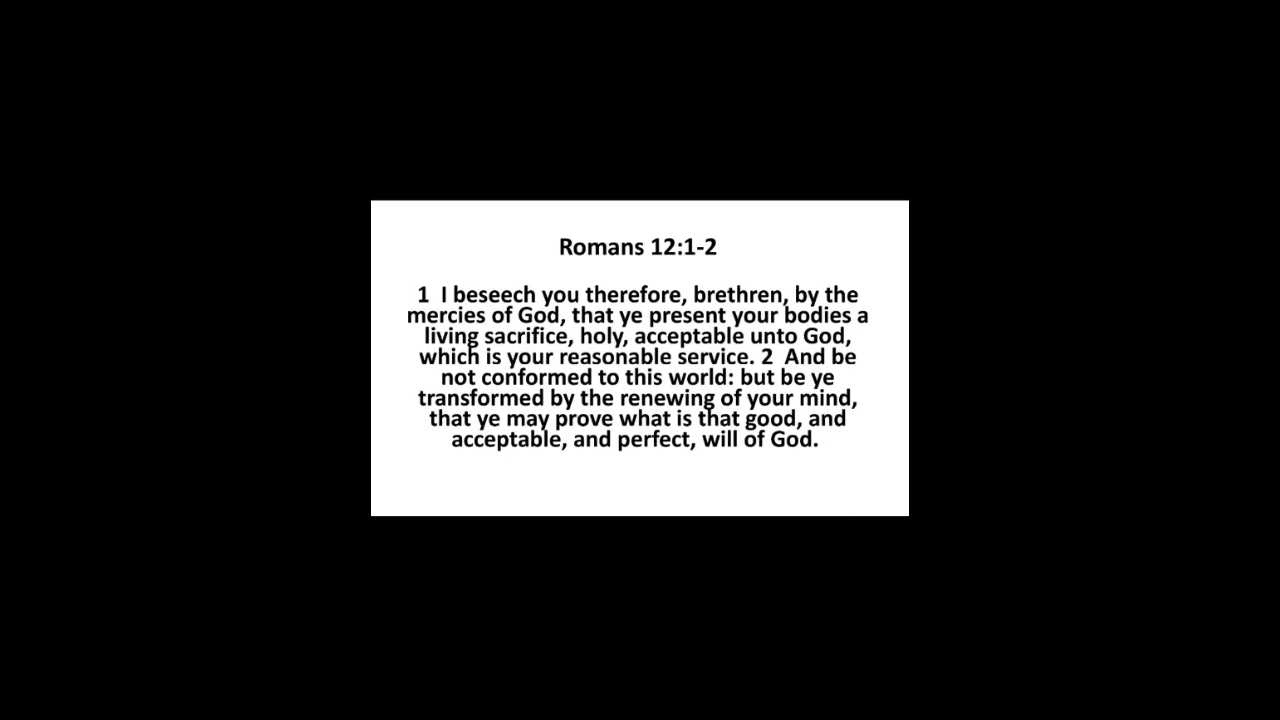 Romans 12:1-2
1 I beseech you therefore, brethren, by the
mercies of God, that ye present your bodies a
living sacrifice, holy, acceptable unto God,
which is your reasonable service. 2 And be
not conformed to this world: but be ye
transformed by the renewing of your mind,
that ye may prove what is that good, and
acceptable, and perfect, will of God.